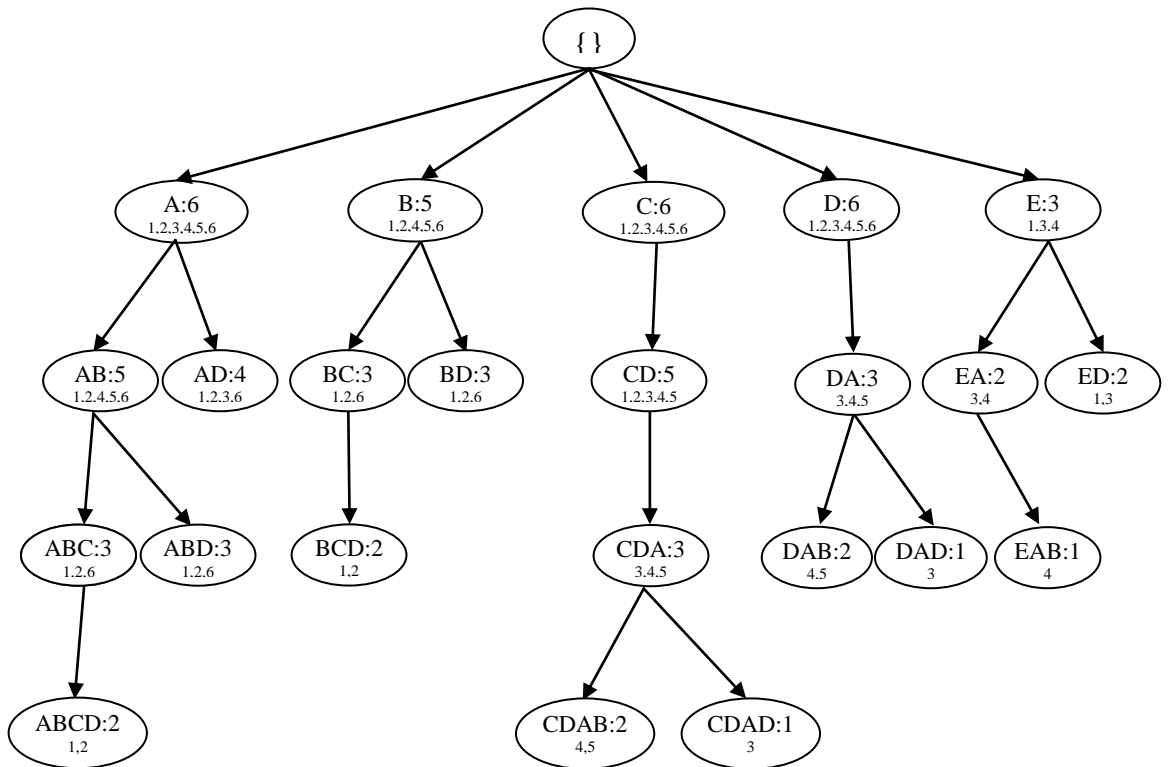 { }
A:6
1,2,3,4,5,6
B:5
1,2,4,5,6
C:6
1,2,3,4,5,6
D:6
1,2,3,4,5,6
E:3
1,3,4
AB:5
1,2,4,5,6
AD:4
1,2,3,6
BC:3
1,2,6
BD:3
1,2,6
CD:5
1,2,3,4,5
DA:3
3,4,5
EA:2
3,4
ED:2
1,3
ABC:3
1,2,6
ABD:3
1,2,6
BCD:2
1,2
CDA:3
3,4,5
DAB:2
4,5
DAD:1
3
EAB:1
4
ABCD:2
1,2
CDAB:2
4,5
CDAD:1
3